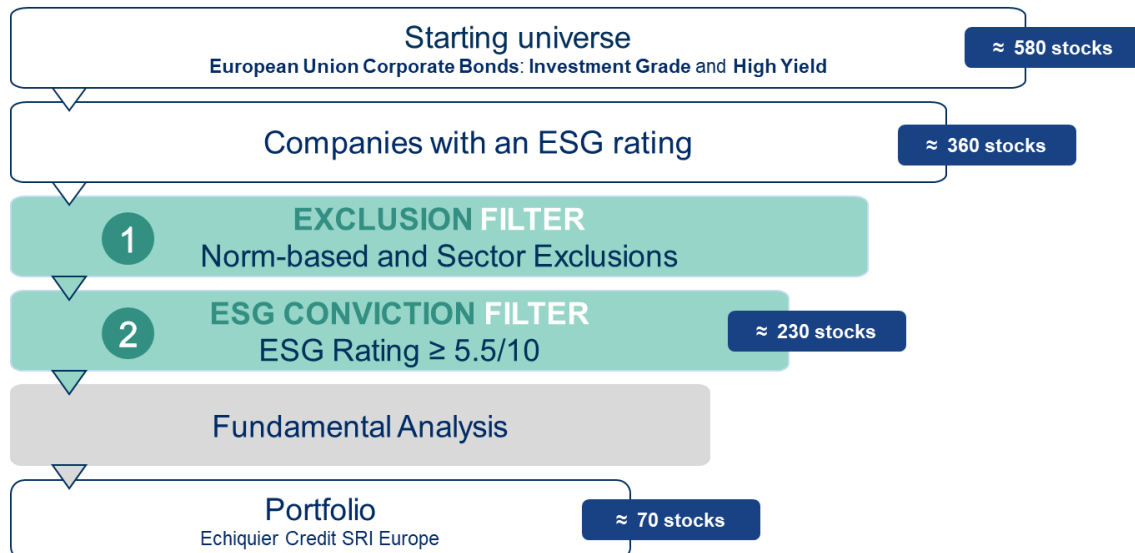 Starting universe
European Union Corporate Bonds: Investment Grade and High Yield
≈ 580 stocks
Companies with an ESG rating
≈ 360 stocks
1
EXCLUSION FILTER
Norm-based and Sector Exclusions
2
ESG CONVICTION FILTER
ESG Rating ≥ 5.5/10
≈ 230 stocks
Fundamental Analysis
Portfolio
Echiquier Credit SRI Europe
≈ 70 stocks